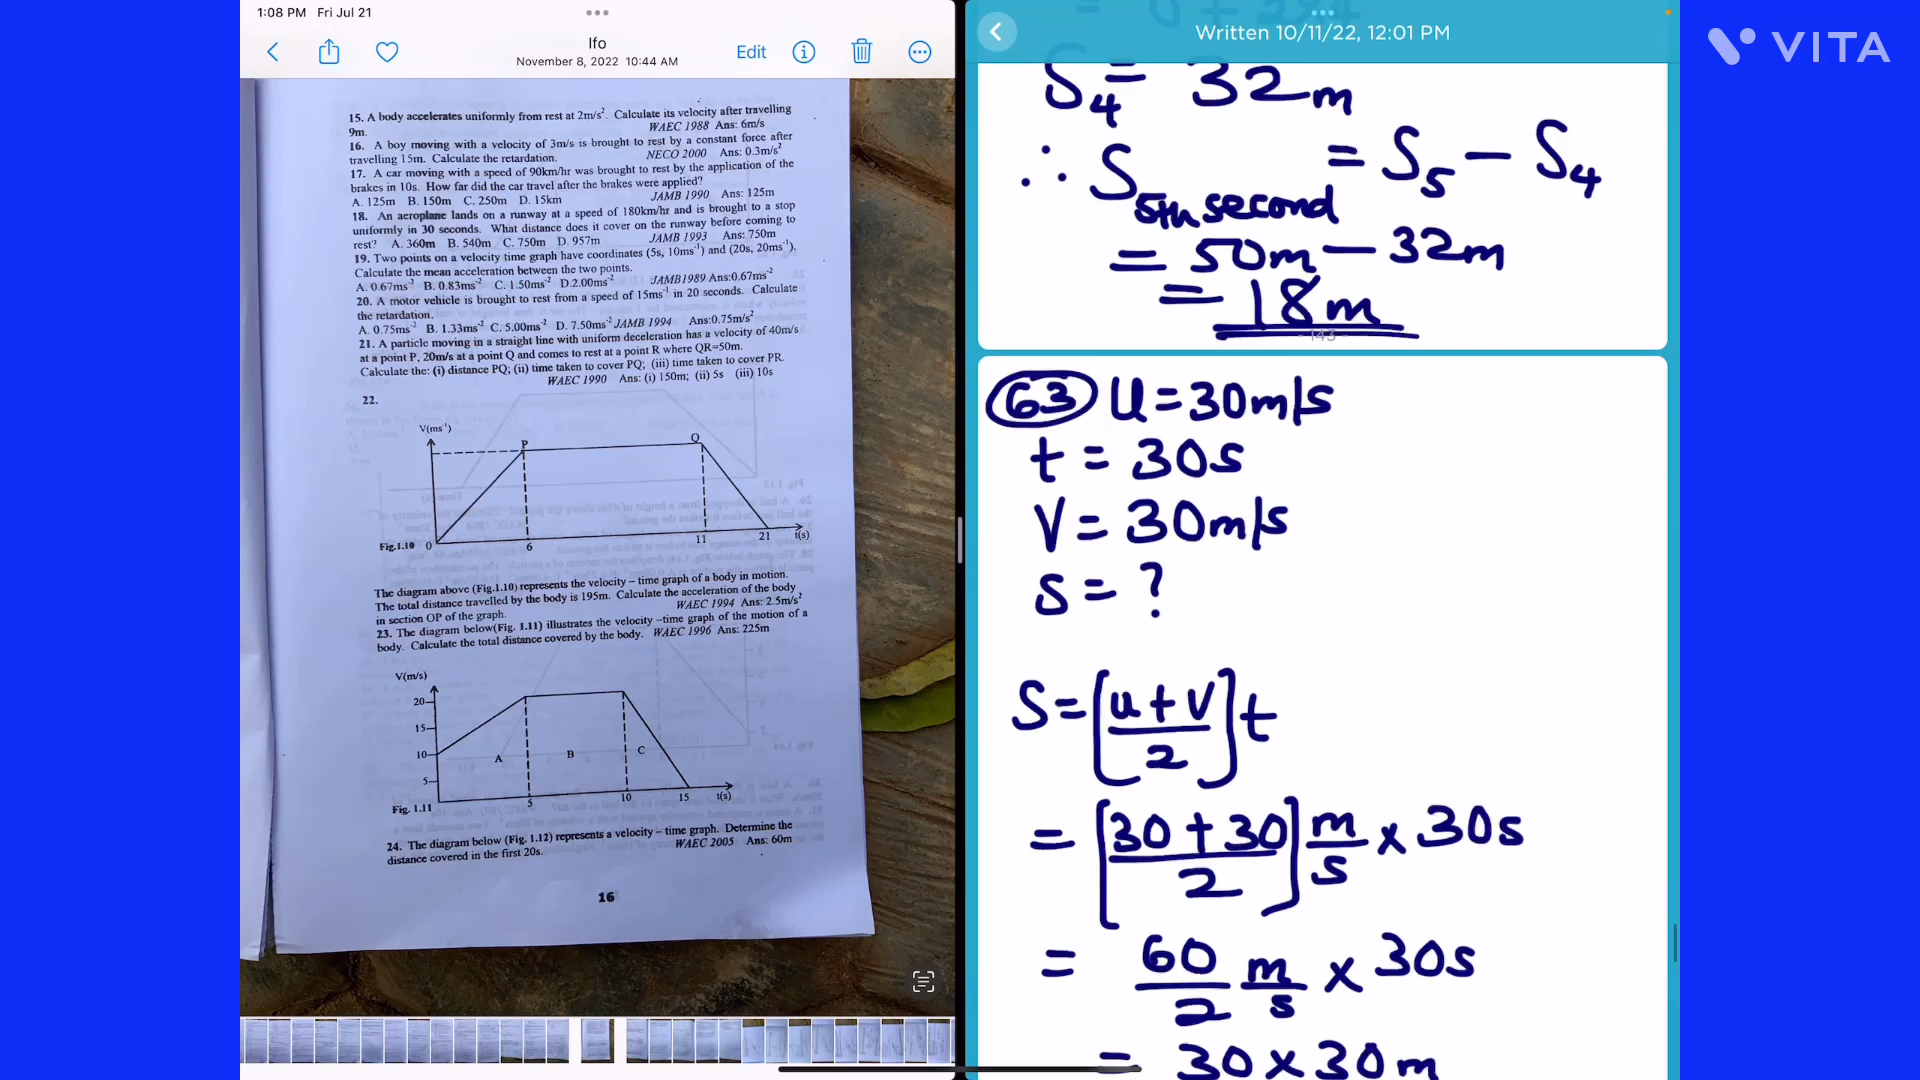 1:08 PM Fri Jul 21
Ifo
November 8, 2022 10:44 AM
Edit
15. A body accelerates uniformly from rest at 2m/s². Calculate its velocity after travelling
9m. WAEC 1988 Ans: 6m/s
16. A boy moving with a velocity of 3m/s is brought to rest by a constant force after
travelling 15m. Calculate the retardation. NECO 2000 Ans: 0.3m/s²
17. A car moving with a speed of 90km/hr was brought to rest by the application of the
brakes in 10s. How far did the car travel after the brakes were applied?
A. 125m B. 150m C. 250m D. 15km JAMB 1990 Ans: 125m
18. An aeroplane lands on a runway at a speed of 180km/hr and is brought to a stop
uniformly in 30 seconds. What distance does it cover on the runway before coming to
rest? A. 360m B. 540m C. 750m D. 957m JAMB 1993 Ans: 750m
19. Two points on a velocity time graph have coordinates (5s, 10ms⁻¹) and (20s, 20ms⁻¹).
Calculate the mean acceleration between the two points.
A. 0.67ms⁻² B. 0.83ms⁻² C. 1.50ms⁻² D.2.00ms⁻² JAMB1989 Ans:0.67ms⁻²
20. A motor vehicle is brought to rest from a speed of 15ms⁻¹ in 20 seconds. Calculate
the retardation.
A. 0.75ms⁻² B. 1.33ms⁻² C. 5.00ms⁻² D. 7.50ms⁻² JAMB 1994 Ans:0.75m/s²
21. A particle moving in a straight line with uniform deceleration has a velocity of 40m/s
at a point P, 20m/s at a point Q and comes to rest at a point R where QR=50m.
Calculate the: (i) distance PQ; (ii) time taken to cover PQ; (iii) time taken to cover PR.
WAEC 1990 Ans: (i) 150m; (ii) 5s (iii) 10s
22.
V(ms⁻¹)
P Q
Fig.1.10 0 6 11 21 t(s)
The diagram above (Fig.1.10) represents the velocity – time graph of a body in motion.
The total distance travelled by the body is 195m. Calculate the acceleration of the body
in section OP of the graph. WAEC 1994 Ans: 2.5m/s²
23. The diagram below(Fig. 1.11) illustrates the velocity –time graph of the motion of a
body. Calculate the total distance covered by the body. WAEC 1996 Ans: 225m
V(m/s)
20
15
10
A B C
5
Fig. 1.11 5 10 15 t(s)
24. The diagram below (Fig. 1.12) represents a velocity – time graph. Determine the
distance covered in the first 20s. WAEC 2005 Ans: 60m
16
Written 10/11/22, 12:01 PM
S₄ = 32m
∴ S 5th second = S₅ – S₄
= 50m – 32m
= 18m
143
63 U = 30m/s
t = 30s
V = 30m/s
S = ?
S = [u + v / 2] t
= [30 + 30 / 2] m/s × 30s
= 60/2 m/s × 30s
= 30 × 30m
VITA